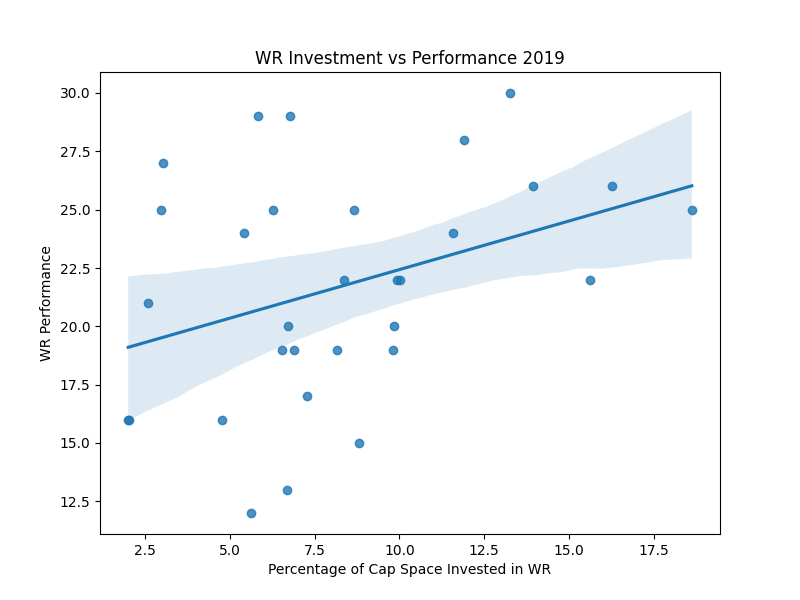 WR Investment vs Performance 2019
30.0
27.5
25.0
22.5
20.0
17.5
15.0
12.5
WR Performance
2.5 5.0 7.5 10.0 12.5 15.0 17.5
Percentage of Cap Space Invested in WR